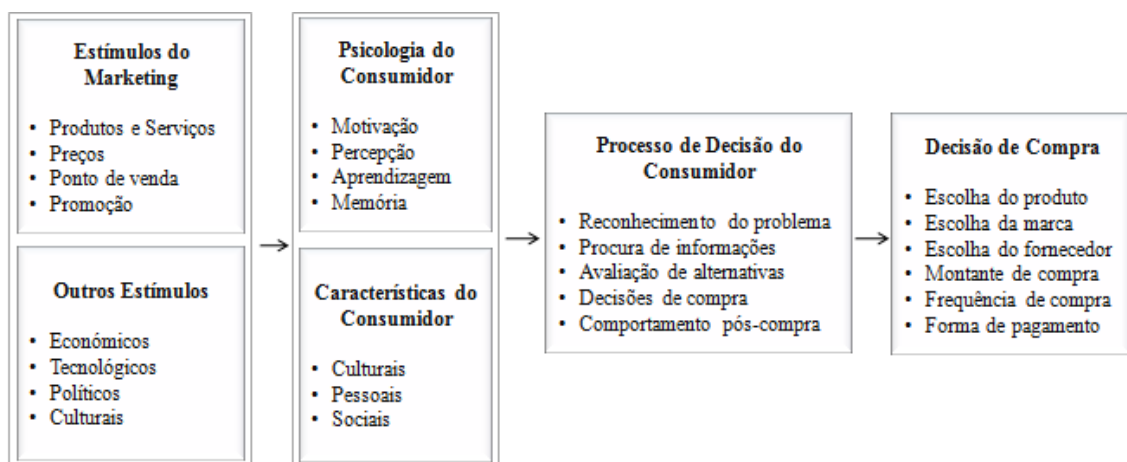 Estímulos do
Marketing
• Produtos e Serviços
• Preços
• Ponto de venda
• Promoção
Outros Estímulos
• Económicos
• Tecnológicos
• Políticos
• Culturais
Psicologia do
Consumidor
• Motivação
• Percepção
• Aprendizagem
• Memória
Características do
Consumidor
• Culturais
• Pessoais
• Sociais
Processo de Decisão do
Consumidor
• Reconhecimento do problema
• Procura de informações
• Avaliação de alternativas
• Decisões de compra
• Comportamento pós-compra
Decisão de Compra
• Escolha do produto
• Escolha da marca
• Escolha do fornecedor
• Montante de compra
• Frequência de compra
• Forma de pagamento